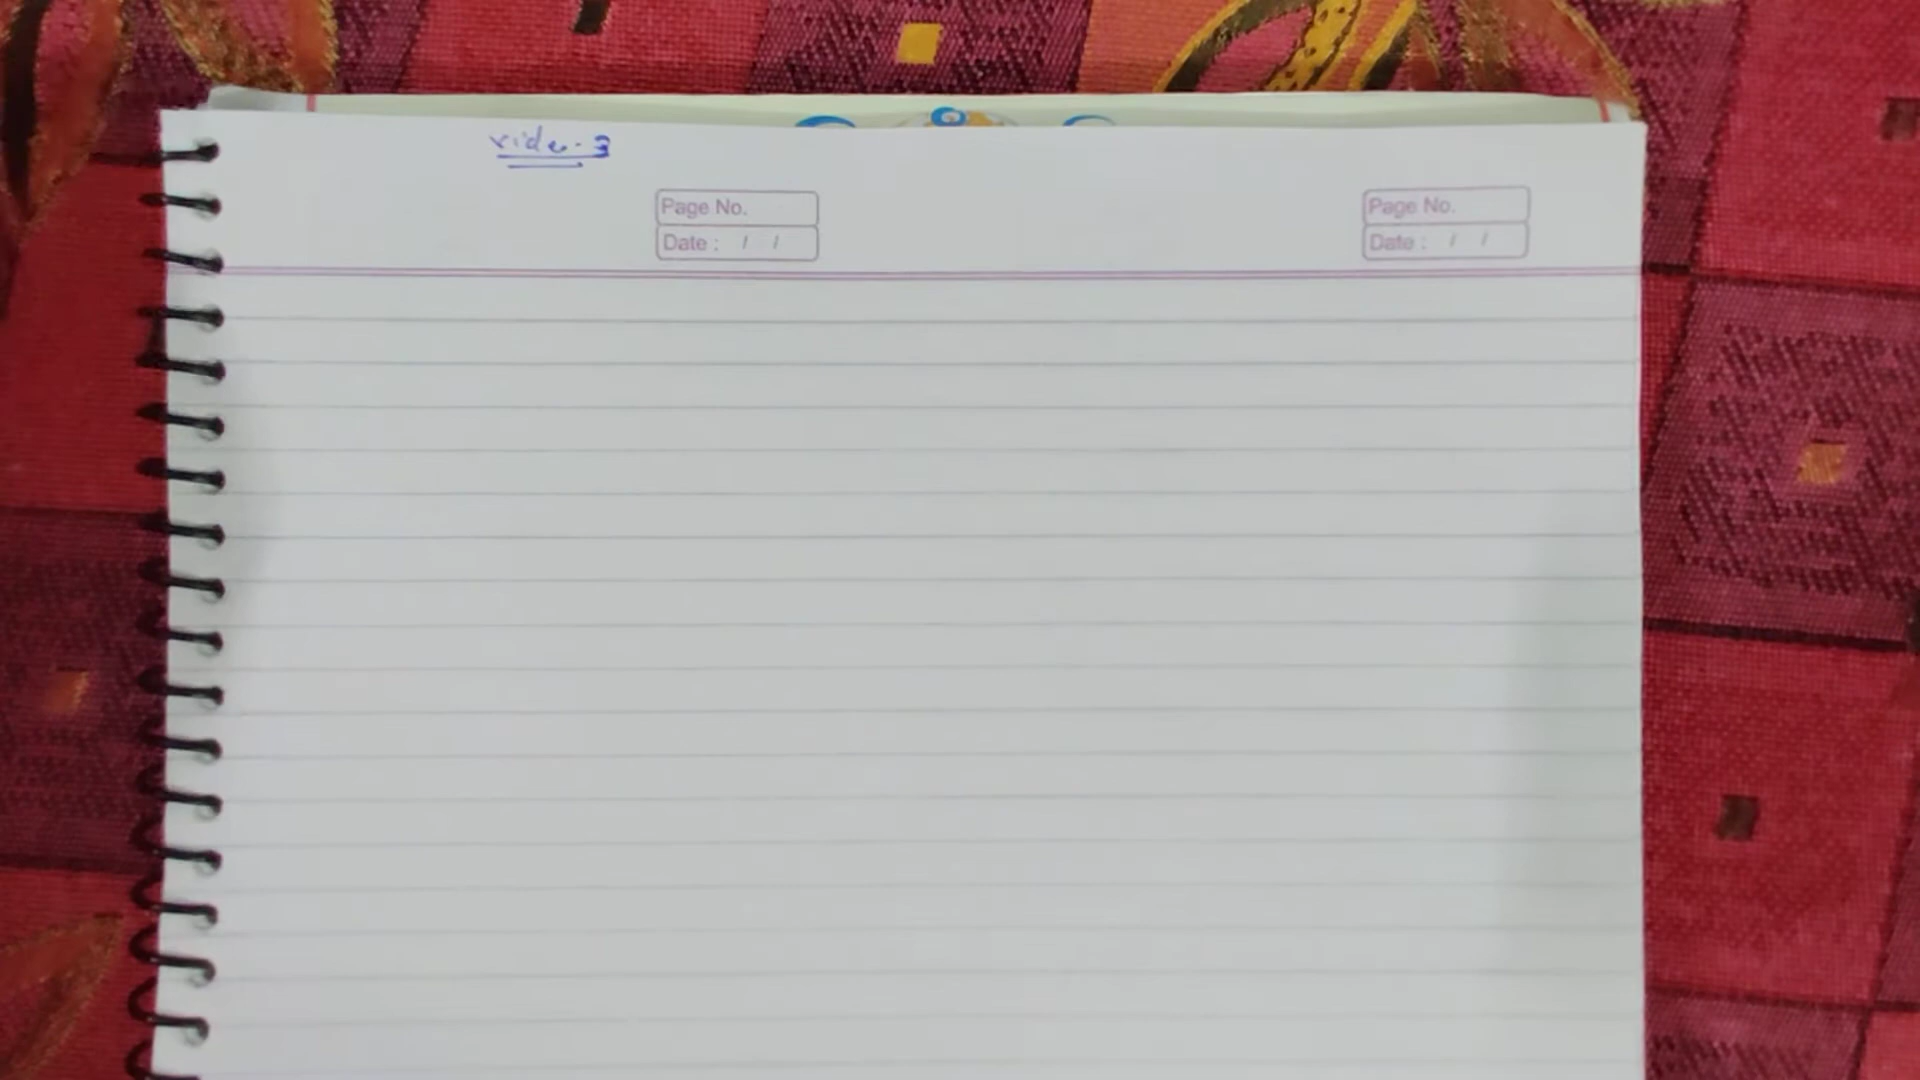 video-3
Page No.
Date : / /
Page No.
Date : / /